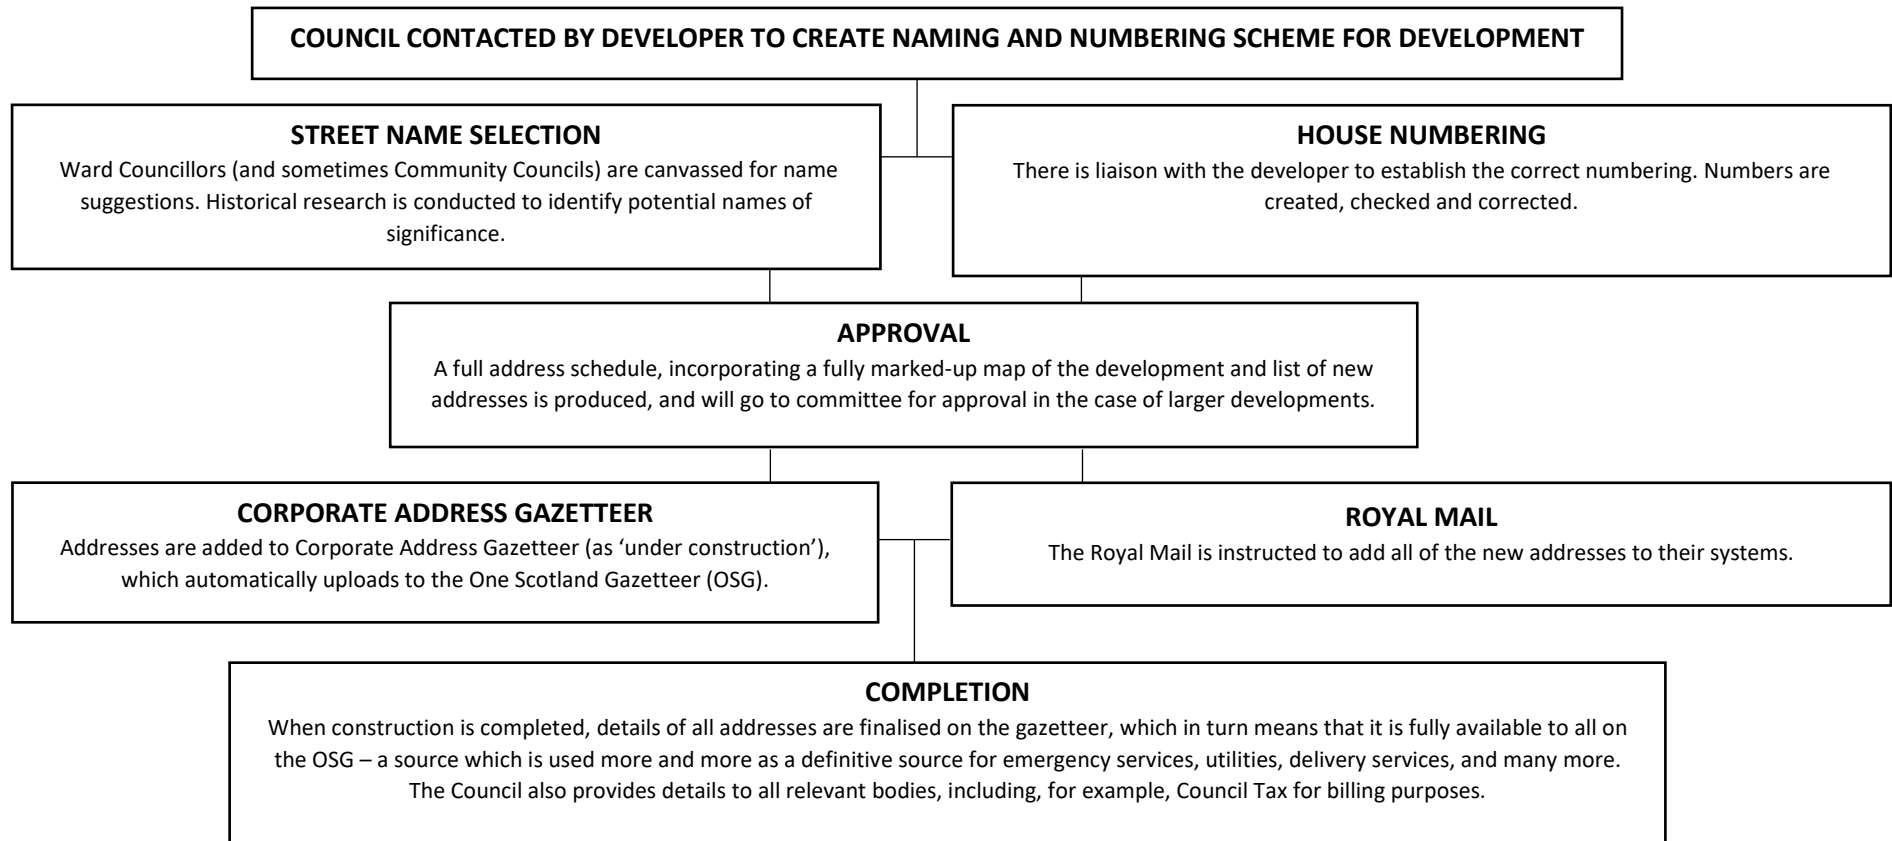 COUNCIL CONTACTED BY DEVELOPER TO CREATE NAMING AND NUMBERING SCHEME FOR DEVELOPMENT
STREET NAME SELECTION
Ward Councillors (and sometimes Community Councils) are canvassed for name
suggestions. Historical research is conducted to identify potential names of
significance.
HOUSE NUMBERING
There is liaison with the developer to establish the correct numbering. Numbers are
created, checked and corrected.
APPROVAL
A full address schedule, incorporating a fully marked-up map of the development and list of new
addresses is produced, and will go to committee for approval in the case of larger developments.
CORPORATE ADDRESS GAZETTEER
Addresses are added to Corporate Address Gazetteer (as ‘under construction’),
which automatically uploads to the One Scotland Gazetteer (OSG).
ROYAL MAIL
The Royal Mail is instructed to add all of the new addresses to their systems.
COMPLETION
When construction is completed, details of all addresses are finalised on the gazetteer, which in turn means that it is fully available to all on
the OSG – a source which is used more and more as a definitive source for emergency services, utilities, delivery services, and many more.
The Council also provides details to all relevant bodies, including, for example, Council Tax for billing purposes.